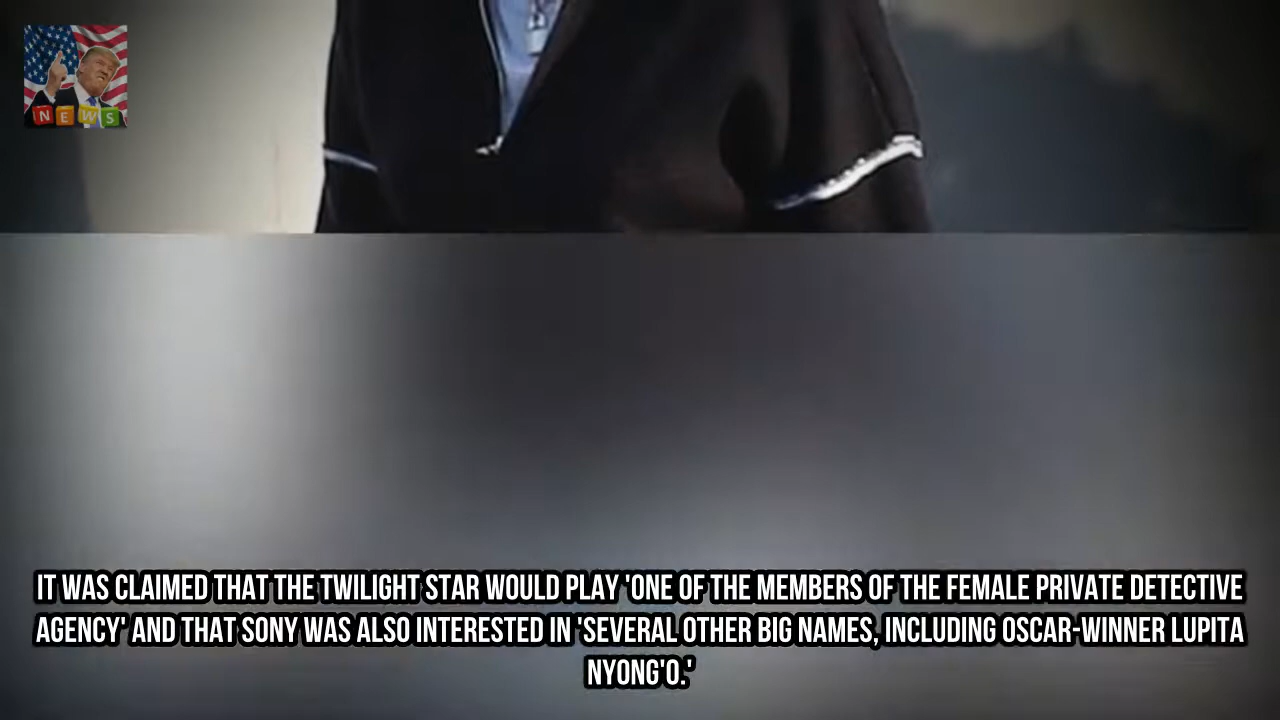 NEWS
IT WAS CLAIMED THAT THE TWILIGHT STAR WOULD PLAY 'ONE OF THE MEMBERS OF THE FEMALE PRIVATE DETECTIVE
AGENCY' AND THAT SONY WAS ALSO INTERESTED IN 'SEVERAL OTHER BIG NAMES, INCLUDING OSCAR-WINNER LUPITA
NYONG'O.'